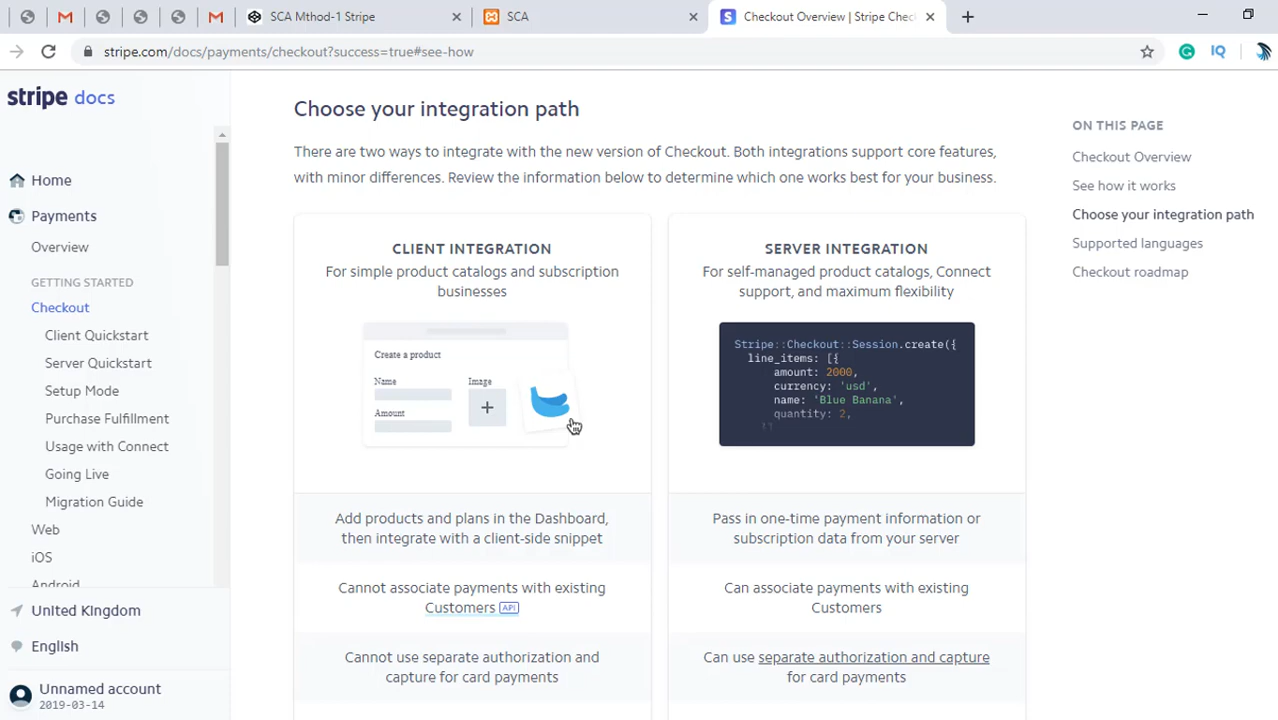 SCA Mthod-1 Stripe
SCA
Checkout Overview | Stripe Chec
stripe.com/docs/payments/checkout?success=true#see-how
IQ
stripe docs
Home
Payments
Overview
GETTING STARTED
Checkout
Client Quickstart
Server Quickstart
Setup Mode
Purchase Fulfillment
Usage with Connect
Going Live
Migration Guide
Web
iOS
Android
United Kingdom
English
Unnamed account
2019-03-14
Choose your integration path
There are two ways to integrate with the new version of Checkout. Both integrations support core features,
with minor differences. Review the information below to determine which one works best for your business.
CLIENT INTEGRATION
For simple product catalogs and subscription
businesses
Create a product
Name
Image
Amount
Add products and plans in the Dashboard,
then integrate with a client-side snippet
Cannot associate payments with existing
Customers API
Cannot use separate authorization and
capture for card payments
SERVER INTEGRATION
For self-managed product catalogs, Connect
support, and maximum flexibility
Stripe::Checkout::Session.create({
line_items: [{
amount: 2000,
currency: 'usd',
name: 'Blue Banana',
quantity: 2,
}]
Pass in one-time payment information or
subscription data from your server
Can associate payments with existing
Customers
Can use separate authorization and capture
for card payments
ON THIS PAGE
Checkout Overview
See how it works
Choose your integration path
Supported languages
Checkout roadmap